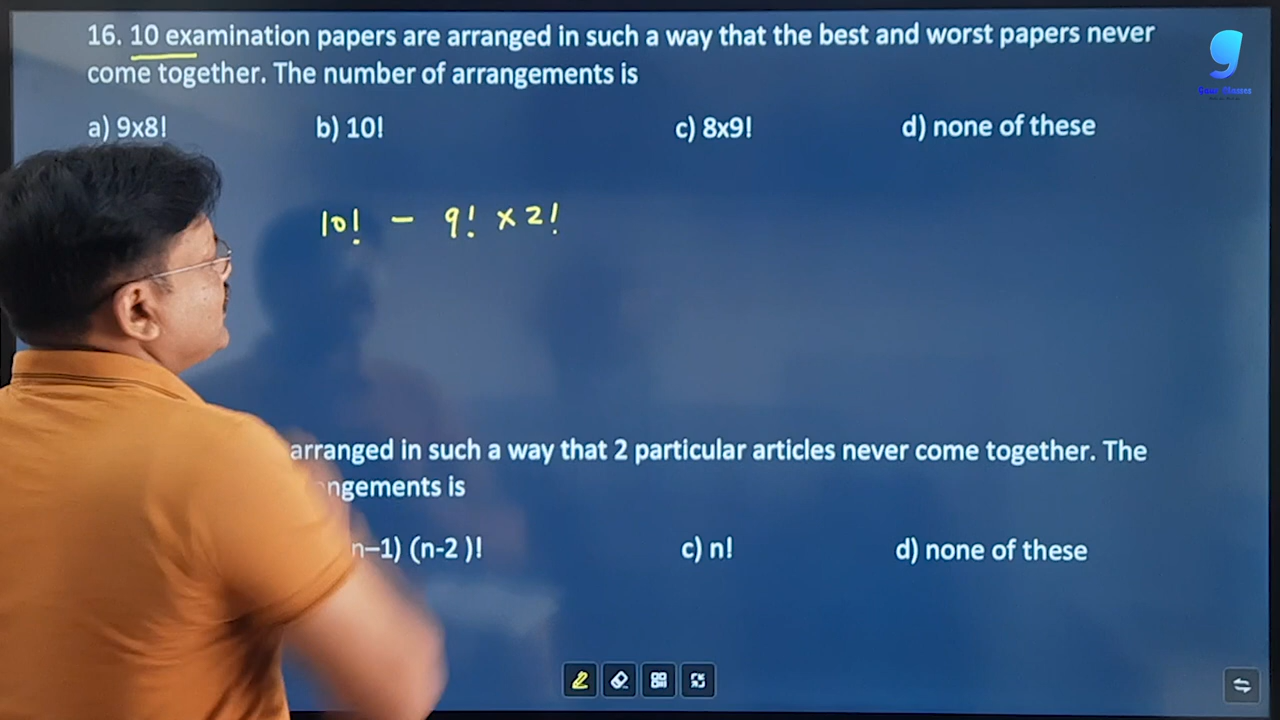 16. 10 examination papers are arranged in such a way that the best and worst papers never
come together. The number of arrangements is
a) 9x8! b) 10! c) 8x9! d) none of these
10! - 9! × 2!
arranged in such a way that 2 particular articles never come together. The
ngements is
n–1) (n-2 )! c) n! d) none of these